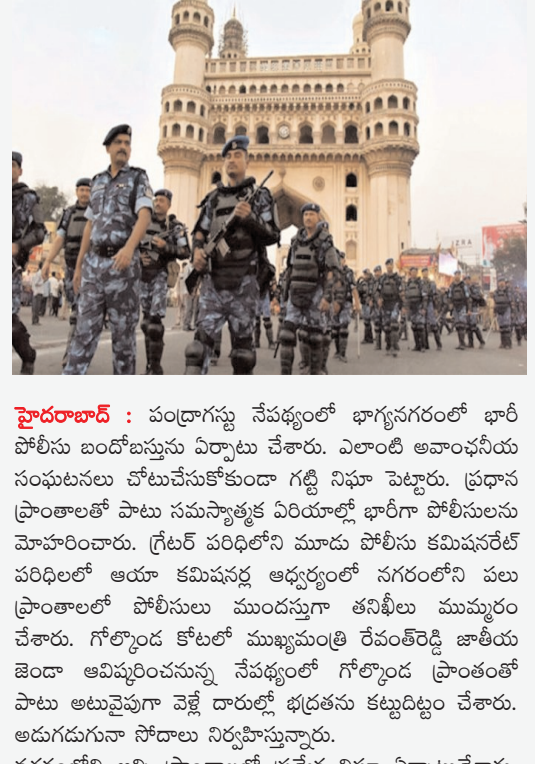 హైదరాబాద్ : పంద్రాగస్టు నేపథ్యంలో భాగ్యనగరంలో భారీ
పోలీసు బందోబస్తును ఏర్పాటు చేశారు. ఎలాంటి అవాంఛనీయ
సంఘటనలు చోటుచేసుకోకుండా గట్టి నిఘా పెట్టారు. ప్రధాన
ప్రాంతాలతో పాటు సమస్యాత్మక ఏరియాల్లో భారీగా పోలీసులను
మోహరించారు. గ్రేటర్ పరిధిలోని మూడు పోలీసు కమిషనరేట్
పరిధిలలో ఆయా కమిషనర్ల ఆధ్వర్యంలో నగరంలోని పలు
ప్రాంతాలలో పోలీసులు ముందస్తుగా తనిఖీలు ముమ్మరం
చేశారు. గోల్కొండ కోటలో ముఖ్యమంత్రి రేవంత్‌రెడ్డి జాతీయ
జెండా ఆవిష్కరించనున్న నేపథ్యంలో గోల్కొండ ప్రాంతంతో
పాటు అటువైపుగా వెళ్లే దారుల్లో భద్రతను కట్టుదిట్టం చేశారు.
అడుగడుగునా సోదాలు నిర్వహిస్తున్నారు.